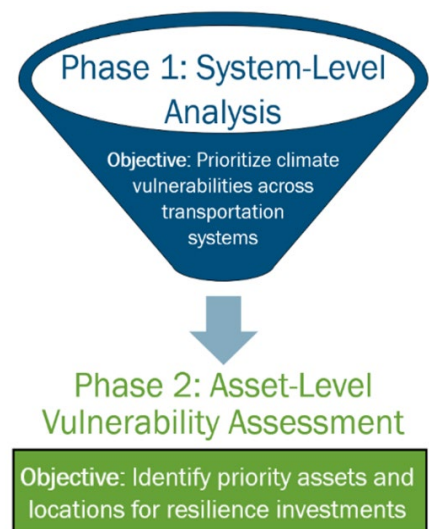 Phase 1: System-Level
Analysis
Objective: Prioritize climate
vulnerabilities across
transportation
systems
Phase 2: Asset-Level
Vulnerability Assessment
Objective: Identify priority assets and
locations for resilience investments